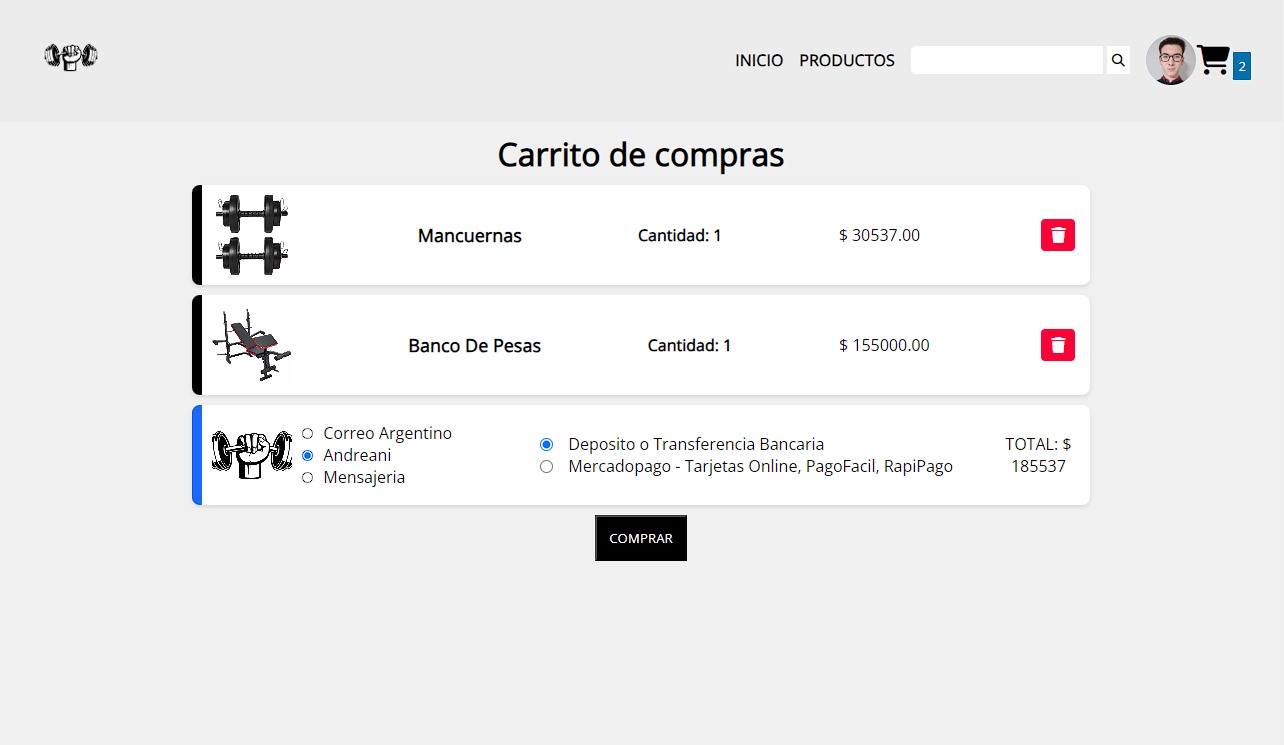 INICIO PRODUCTOS
2
Carrito de compras
Mancuernas Cantidad: 1 $ 30537.00
Banco De Pesas Cantidad: 1 $ 155000.00
Correo Argentino
Andreani
Mensajeria
Deposito o Transferencia Bancaria
Mercadopago - Tarjetas Online, PagoFacil, RapiPago
TOTAL: $
185537
COMPRAR